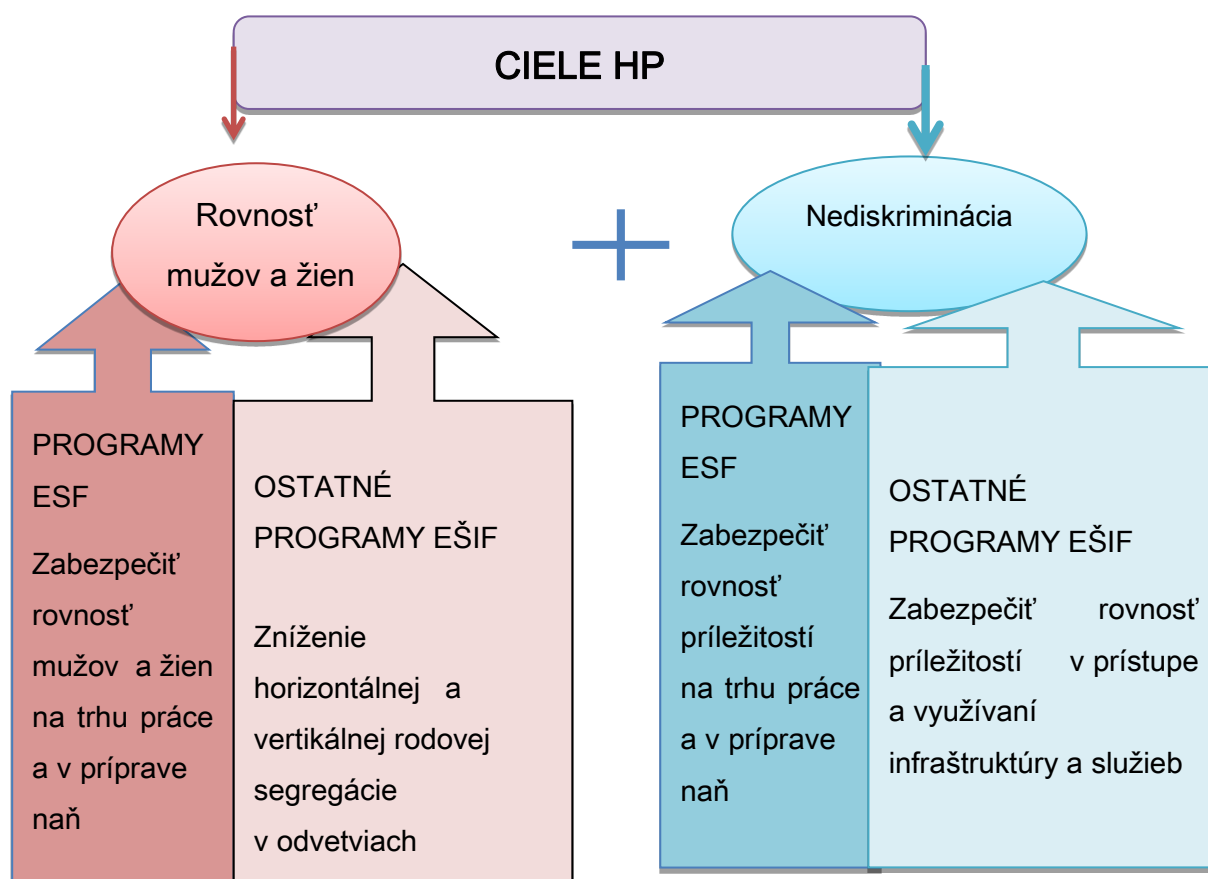 CIELE HP
Rovnosť
mužov a žien
Nediskriminácia
PROGRAMY
ESF
Zabezpečiť
rovnosť
mužov a žien
na trhu práce
a v príprave
naň
OSTATNÉ
PROGRAMY EŠIF
Zníženie
horizontálnej a
vertikálnej rodovej
segregácie
v odvetviach
PROGRAMY
ESF
Zabezpečiť
rovnosť
príležitostí
na trhu práce
a v príprave
naň
OSTATNÉ
PROGRAMY EŠIF
Zabezpečiť rovnosť
príležitostí v prístupe
a využívaní
infraštruktúry a služieb